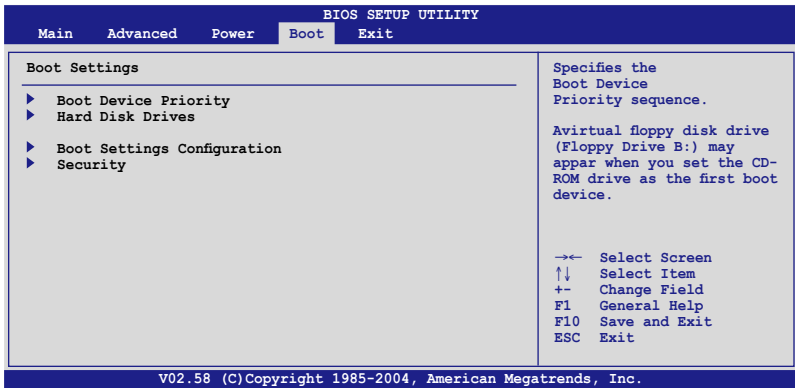 BIOS SETUP UTILITY
Main Advanced Power Boot Exit
Boot Settings
Boot Device Priority
Hard Disk Drives
Boot Settings Configuration
Security
Specifies the
Boot Device
Priority sequence.
Avirtual floppy disk drive
(Floppy Drive B:) may
appar when you set the CD-
ROM drive as the first boot
device.
→← Select Screen
↑↓ Select Item
+- Change Field
F1 General Help
F10 Save and Exit
ESC Exit
V02.58 (C)Copyright 1985-2004, American Megatrends, Inc.